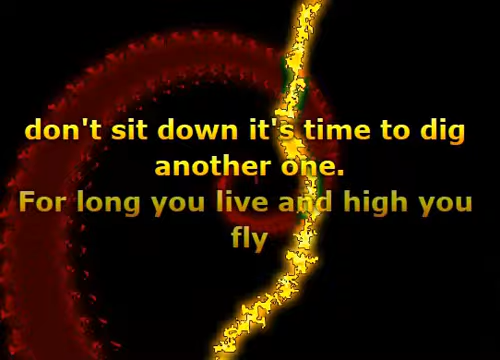 don't sit down it's time to dig
another one.
For long you live and high you
fly